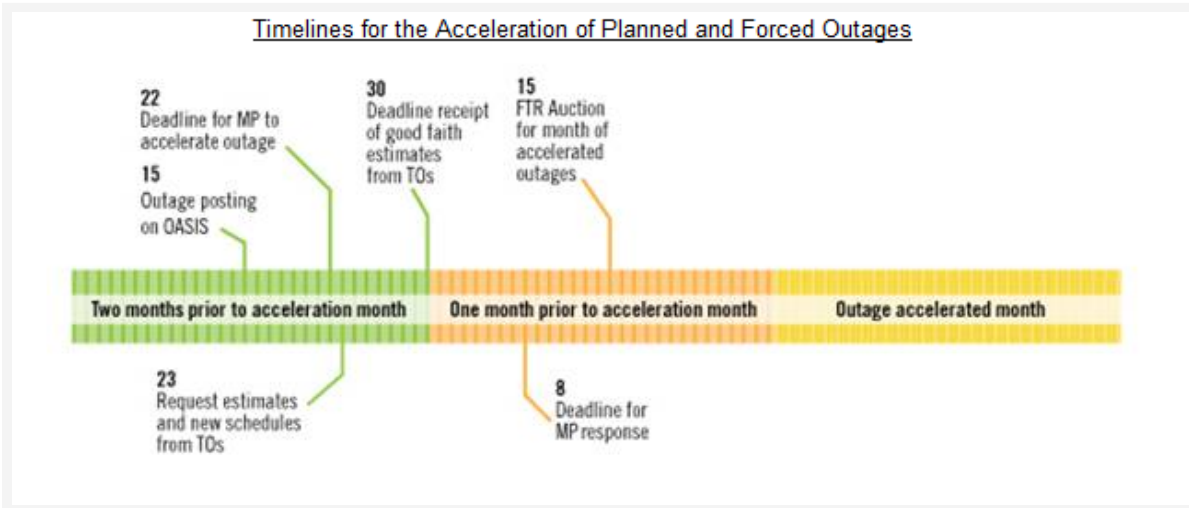 Timelines for the Acceleration of Planned and Forced Outages
22
Deadline for MP to
accelerate outage
15
Outage posting
on OASIS
30
Deadline receipt
of good faith
estimates
from TOs
15
FTR Auction
for month of
accelerated
outages
Two months prior to acceleration month
One month prior to acceleration month
Outage accelerated month
23
Request estimates
and new schedules
from TOs
8
Deadline for
MP response